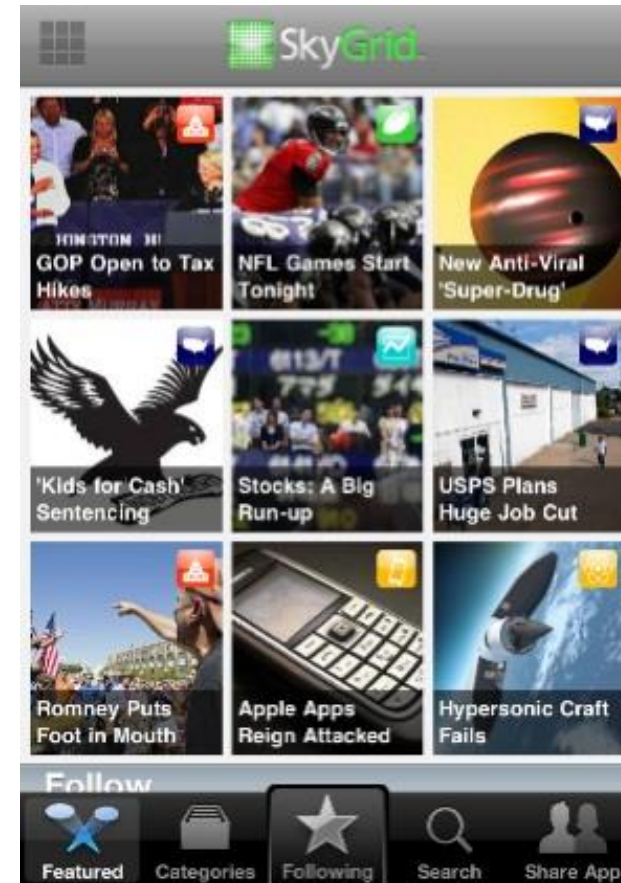 SkyGrid
HINGTON
GOP Open to Tax
Hikes
NFL Games Start
Tonight
New Anti-Viral
'Super-Drug'
'Kids for Cash'
Sentencing
Stocks: A Big
Run-up
USPS Plans
Huge Job Cut
Romney Puts
Foot in Mouth
Apple Apps
Reign Attacked
Hypersonic Craft
Fails
Follow
Featured
Categories
Following
Search
Share App